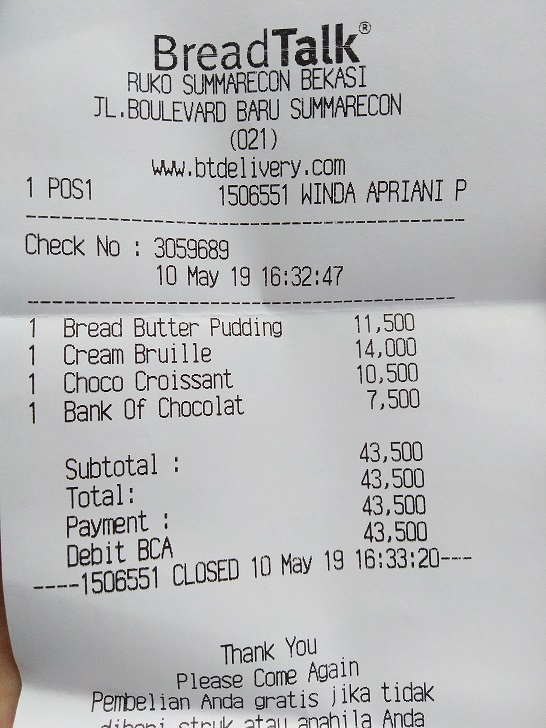 BreadTalk®
RUKO SUMMARECON BEKASI
JL.BOULEVARD BARU SUMMARECON
(021)
www.btdelivery.com
1 POS1 1506551 WINDA APRIANI P
Check No : 3059689
10 May 19 16:32:47
1 Bread Butter Pudding 11,500
1 Cream Bruille 14,000
1 Choco Croissant 10,500
1 Bank Of Chocolat 7,500
Subtotal : 43,500
Total: 43,500
Payment : 43,500
Debit BCA 43,500
----1506551 CLOSED 10 May 19 16:33:20---
Thank You
Please Come Again
Pembelian Anda gratis jika tidak
diberi struk atau apabila Anda